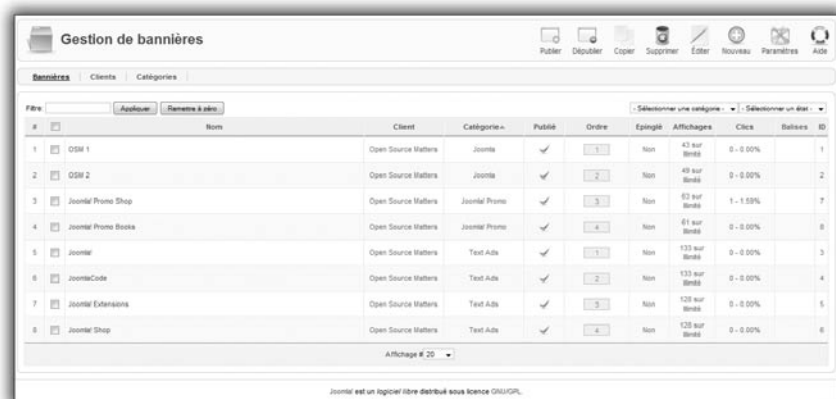 Gestion de bannières
Publier Dépublier Copier Supprimer Éditer Nouveau Paramètres Aide
Bannières Clients Catégories
Filtre: Appliquer Remettre à zéro - Sélectionner une catégorie - - Sélectionner un état -
# Nom Client Catégorie Publié Ordre Epinglé Affichages Clics Balises ID
1 OSM 1 Open Source Matters Joomla 1 Non 43 sur illimité 0 - 0.00% 1
2 OSM 2 Open Source Matters Joomla 2 Non 49 sur illimité 0 - 0.00% 2
3 Joomla! Promo Shop Open Source Matters Joomla! Promo 3 Non 63 sur illimité 1 - 1.59% 7
4 Joomla! Promo Books Open Source Matters Joomla! Promo 4 Non 61 sur illimité 0 - 0.00% 8
5 Joomla! Open Source Matters Text Ads 1 Non 133 sur illimité 0 - 0.00% 3
6 JoomlaCode Open Source Matters Text Ads 2 Non 133 sur illimité 0 - 0.00% 4
7 Joomla! Extensions Open Source Matters Text Ads 3 Non 128 sur illimité 0 - 0.00% 5
8 Joomla! Shop Open Source Matters Text Ads 4 Non 128 sur illimité 0 - 0.00% 6
Affichage # 20
Joomla! est un logiciel libre distribué sous licence GNU/GPL.